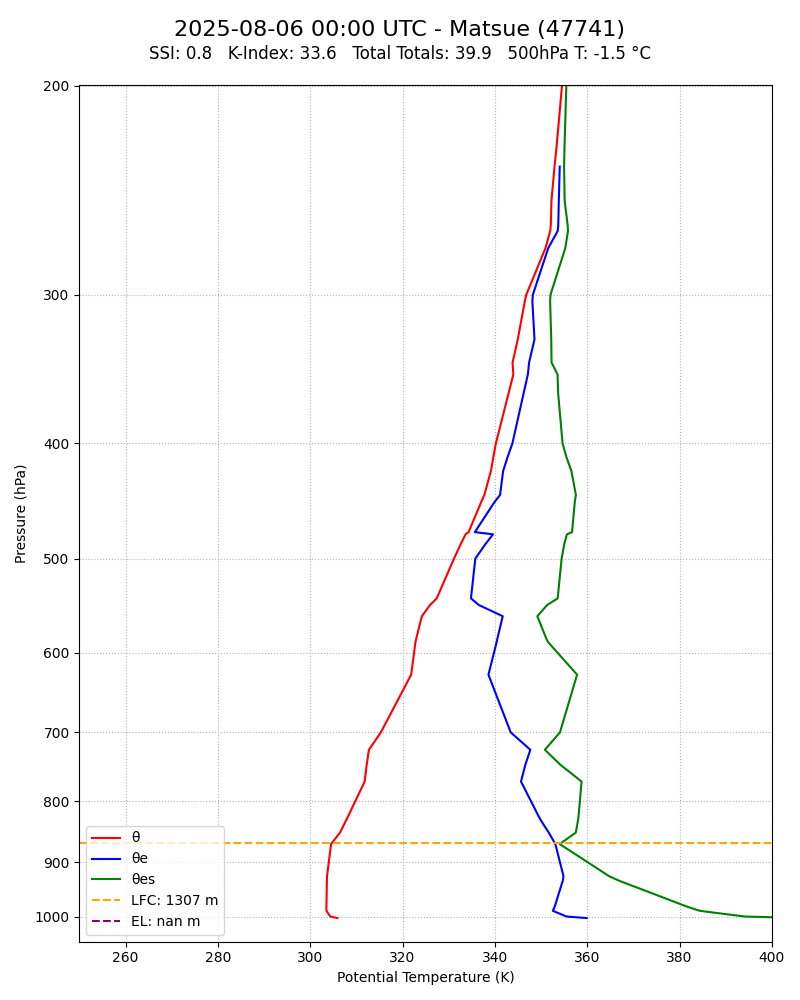 2025-08-06 00:00 UTC - Matsue (47741)
SSI: 0.8   K-Index: 33.6   Total Totals: 39.9   500hPa T: -1.5 °C
200
300
400
500
600
700
800
900
1000
Pressure (hPa)
θ
θe
θes
LFC: 1307 m
EL: nan m
260 280 300 320 340 360 380 400
Potential Temperature (K)